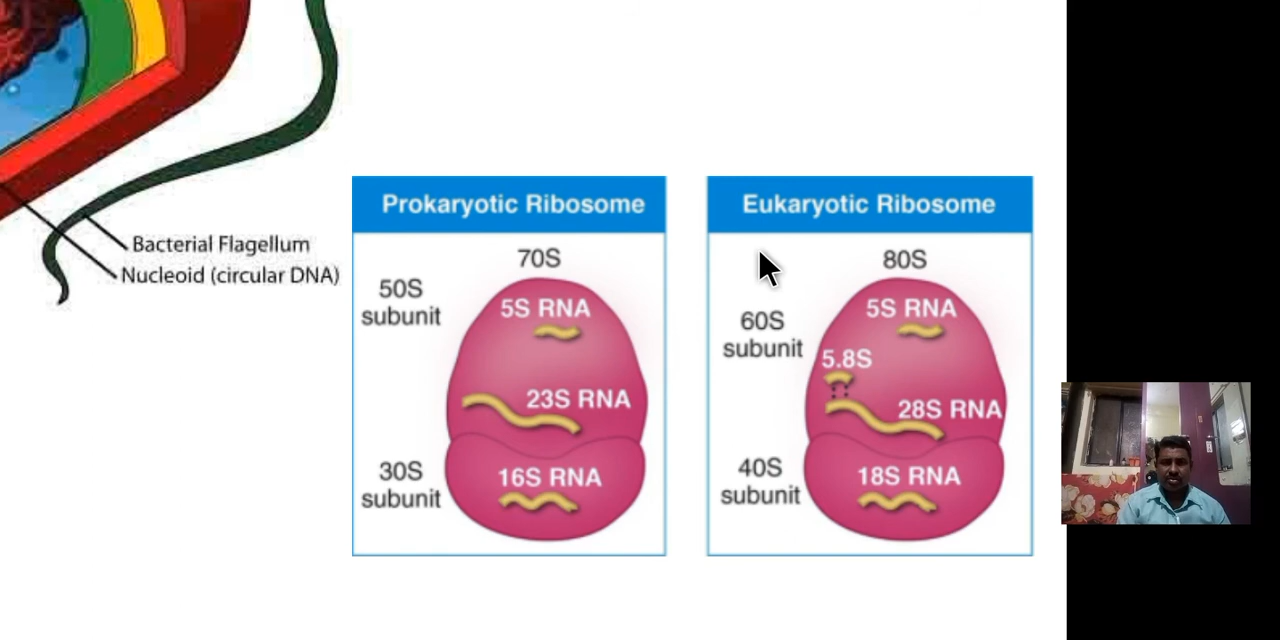 Bacterial Flagellum
Nucleoid (circular DNA)
Prokaryotic Ribosome
70S
50S
subunit
5S RNA
23S RNA
30S
subunit
16S RNA
Eukaryotic Ribosome
80S
60S
subunit
5S RNA
5.8S
28S RNA
40S
subunit
18S RNA